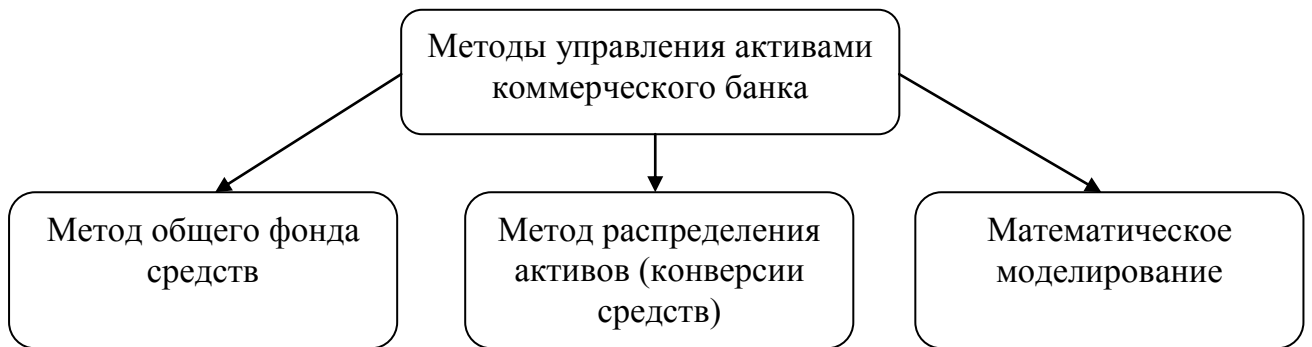 Методы управления активами
коммерческого банка
Метод общего фонда
средств
Метод распределения
активов (конверсии
средств)
Математическое
моделирование